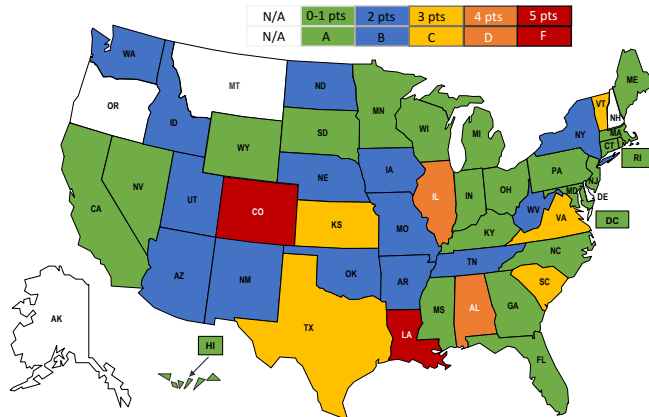 N/A 0-1 pts 2 pts 3 pts 4 pts 5 pts
N/A A B C D F
WA
MT
ND
MN
ME
OR
ID
SD
WI
MI
VT
NH
NY
MA
CT
RI
WY
NE
IA
PA
NJ
NV
UT
CO
IL
IN
OH
MD
DE
CA
KS
MO
KY
WV
VA
DC
AZ
NM
OK
AR
TN
NC
SC
TX
LA
MS
AL
GA
FL
AK
HI